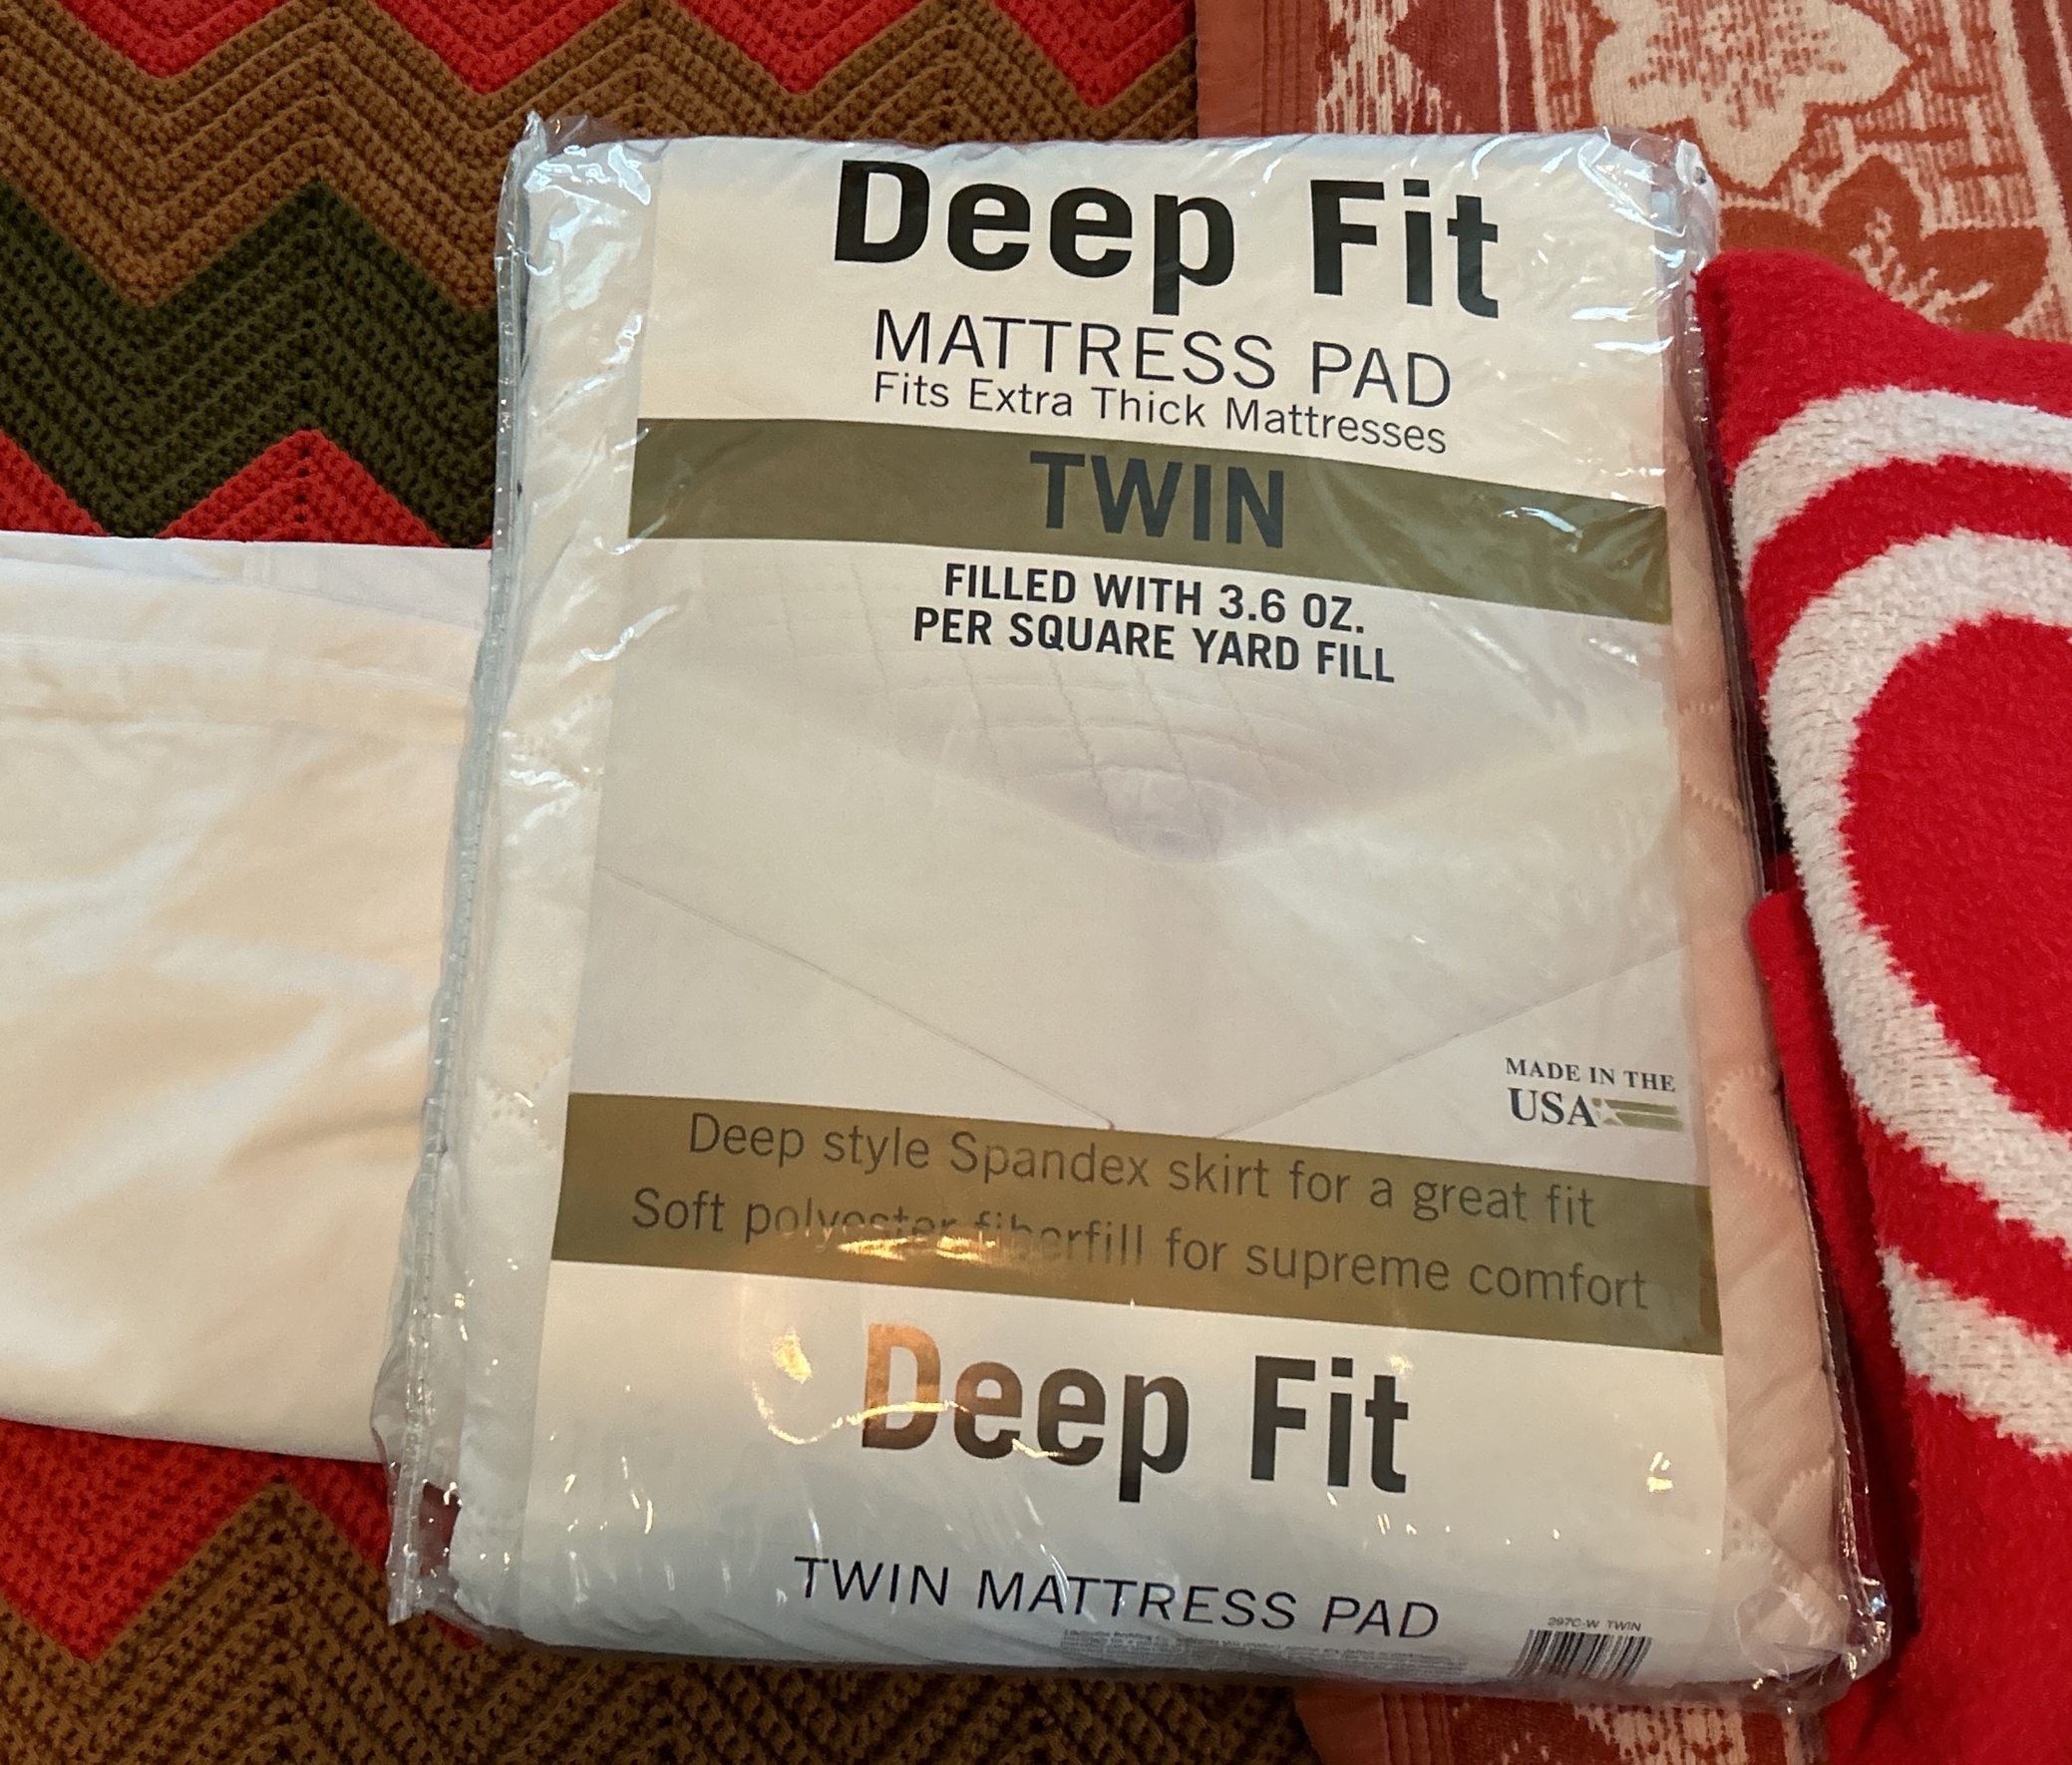 Deep Fit
MATTRESS PAD
Fits Extra Thick Mattresses
TWIN
FILLED WITH 3.6 OZ.
PER SQUARE YARD FILL
MADE IN THE
USA
Deep style Spandex skirt for a great fit
Soft polyester fiberfill for supreme comfort
Deep Fit
TWIN MATTRESS PAD
297C-W TWIN